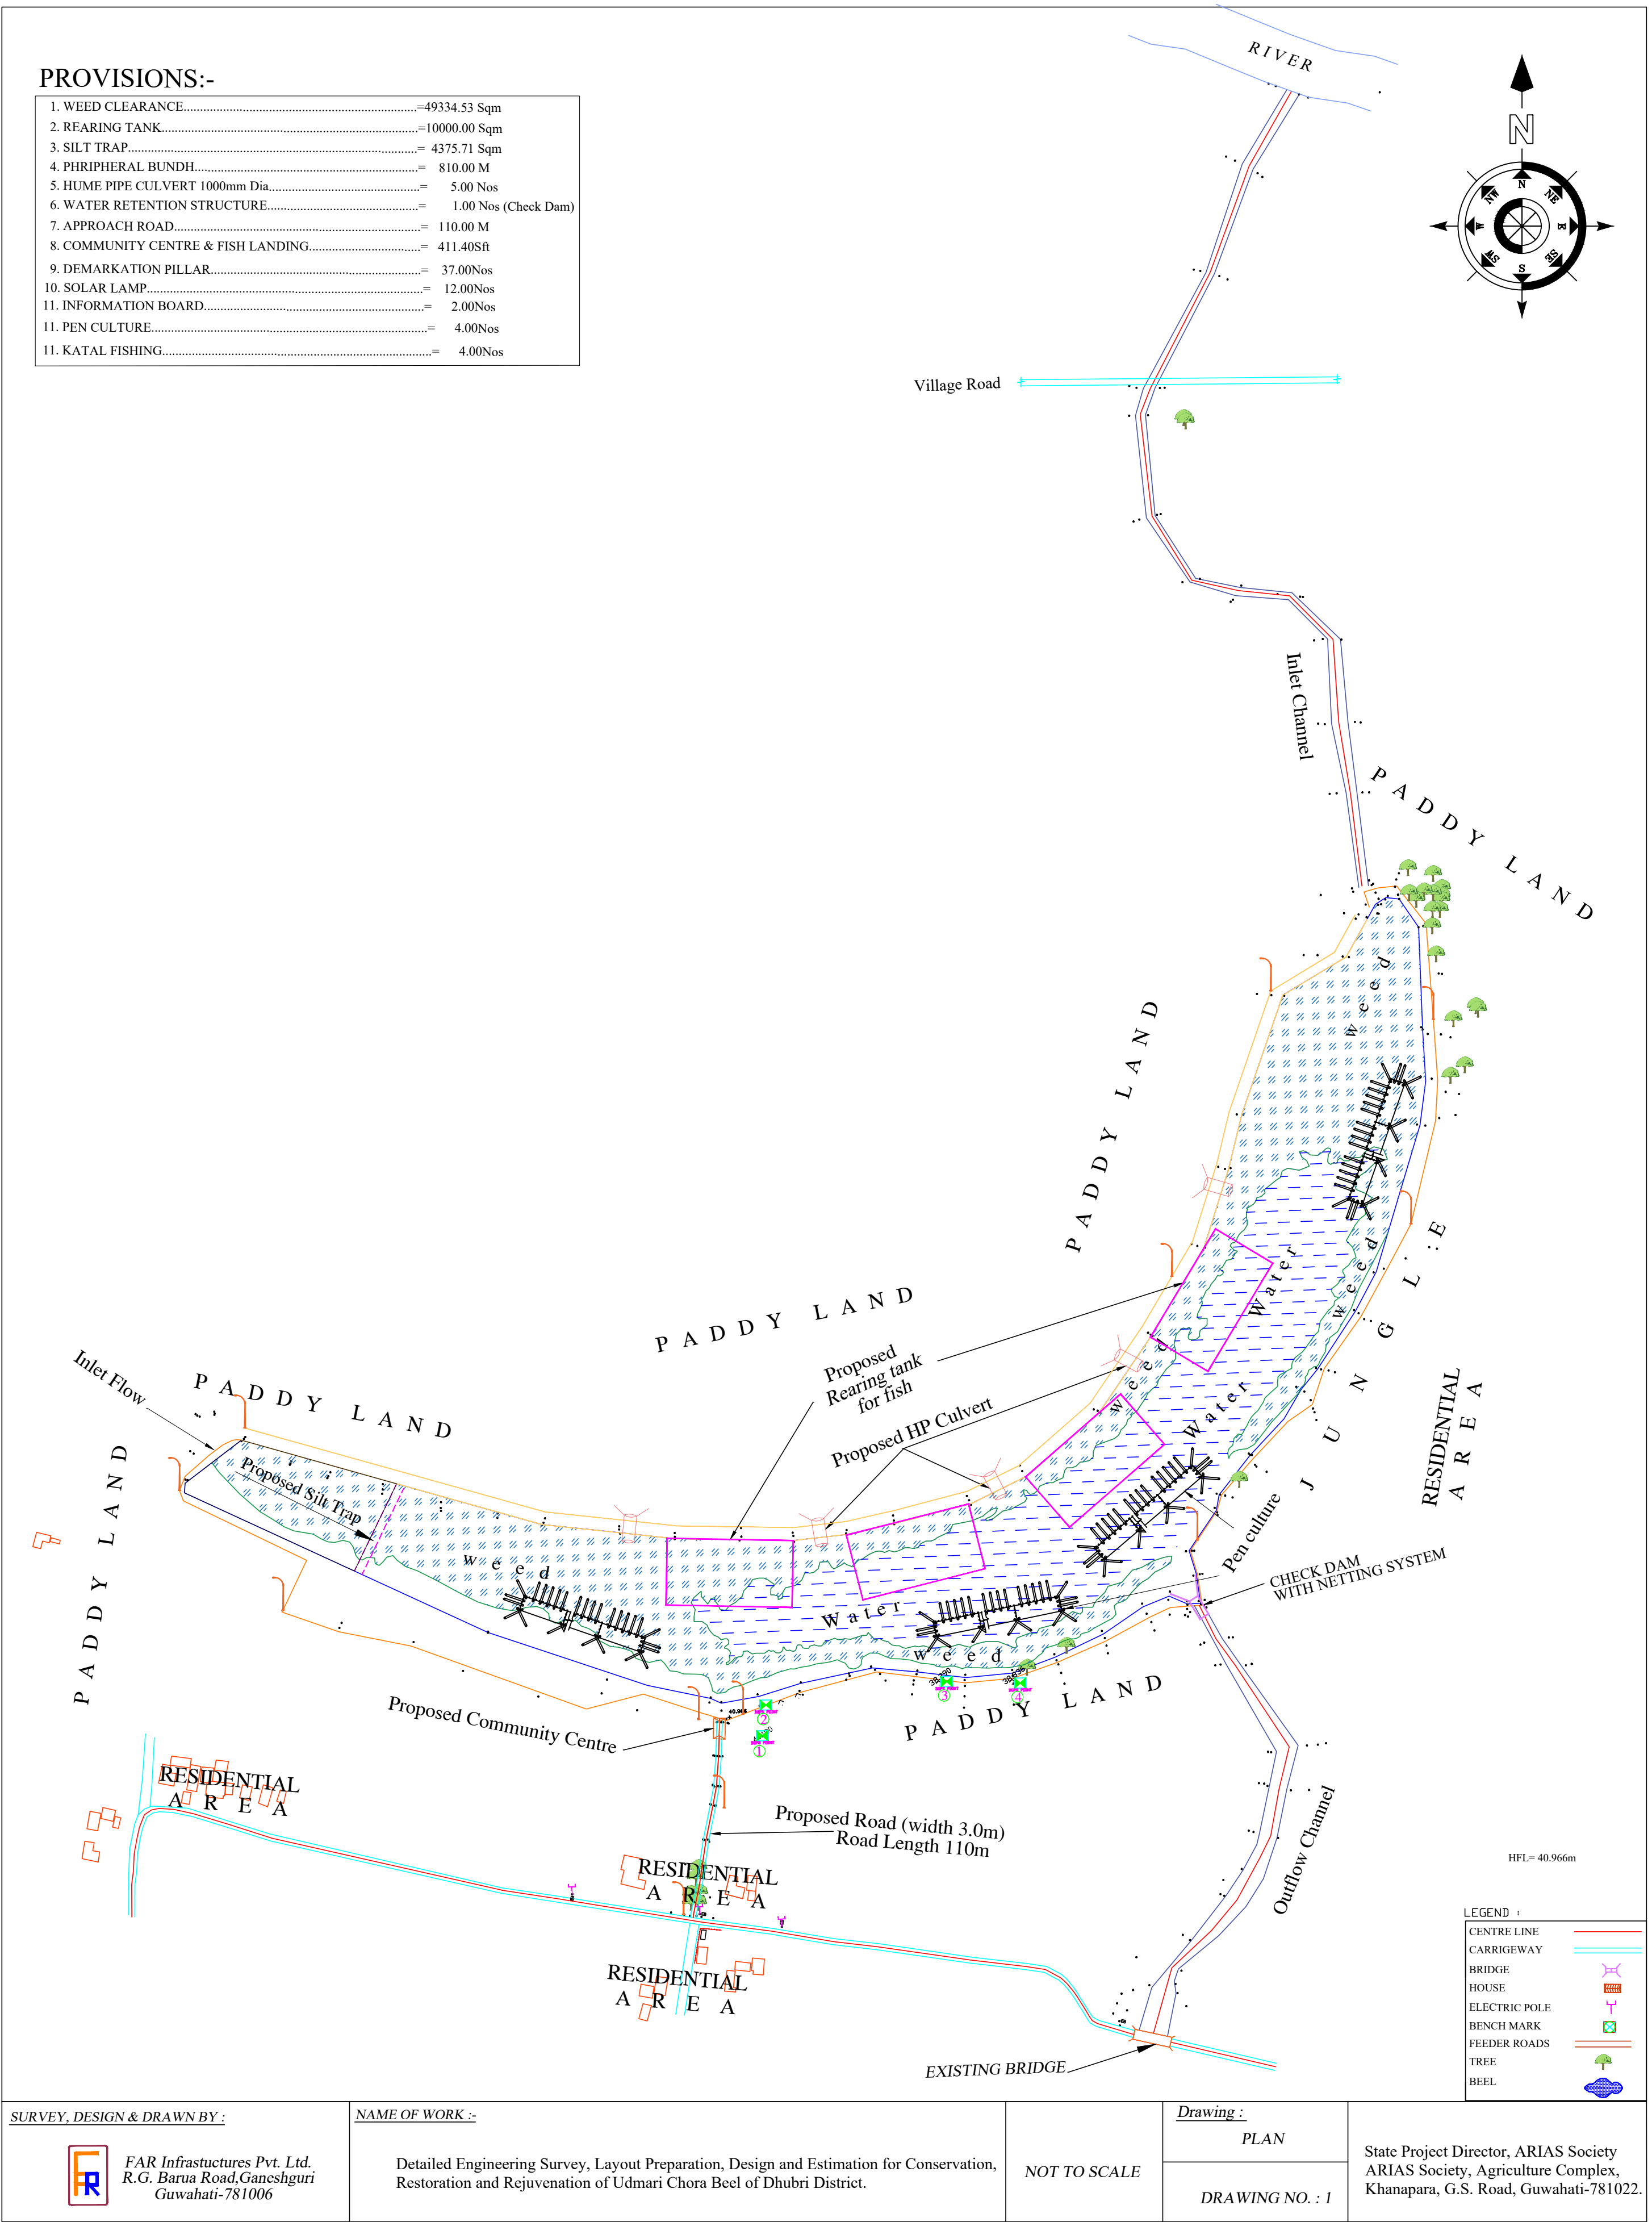 PROVISIONS:-
1. WEED CLEARANCE.....=49334.53 Sqm
2. REARING TANK.....=10000.00 Sqm
3. SILT TRAP.....= 4375.71 Sqm
4. PHRIPHERAL BUNDH.....= 810.00 M
5. HUME PIPE CULVERT 1000mm Dia.....= 5.00 Nos
6. WATER RETENTION STRUCTURE.....= 1.00 Nos (Check Dam)
7. APPROACH ROAD.....= 110.00 M
8. COMMUNITY CENTRE & FISH LANDING.....= 411.40Sft
9. DEMARKATION PILLAR.....= 37.00Nos
10. SOLAR LAMP.....= 12.00Nos
11. INFORMATION BOARD.....= 2.00Nos
11. PEN CULTURE.....= 4.00Nos
11. KATAL FISHING.....= 4.00Nos
RIVER
N
N
NE
E
SE
S
SW
W
NW
Village Road
Inlet Channel
PADDY LAND
weed
PADDY LAND
PADDY LAND
Proposed
Rearing tank
for fish
Proposed HP Culvert
Water
weed
JUNGLE
RESIDENTIAL
AREA
weed
Water
Inlet Flow
PADDY LAND
PADDY LAND
Proposed Silt Trap
weed
Water
weed
Pen culture
CHECK DAM
WITH NETTING SYSTEM
PADDY LAND
3
4
2
1
Proposed Community Centre
RESIDENTIAL
AREA
Proposed Road (width 3.0m)
Road Length 110m
RESIDENTIAL
AREA
RESIDENTIAL
AREA
Outflow Channel
EXISTING BRIDGE
HFL= 40.966m
LEGEND :
CENTRE LINE
CARRIGEWAY
BRIDGE
HOUSE
ELECTRIC POLE
BENCH MARK
FEEDER ROADS
TREE
BEEL
SURVEY, DESIGN & DRAWN BY :
FR
FAR Infrastuctures Pvt. Ltd.
R.G. Barua Road,Ganeshguri
Guwahati-781006
NAME OF WORK :-
Detailed Engineering Survey, Layout Preparation, Design and Estimation for Conservation,
Restoration and Rejuvenation of Udmari Chora Beel of Dhubri District.
NOT TO SCALE
Drawing :
PLAN
DRAWING NO. : 1
State Project Director, ARIAS Society
ARIAS Society, Agriculture Complex,
Khanapara, G.S. Road, Guwahati-781022.